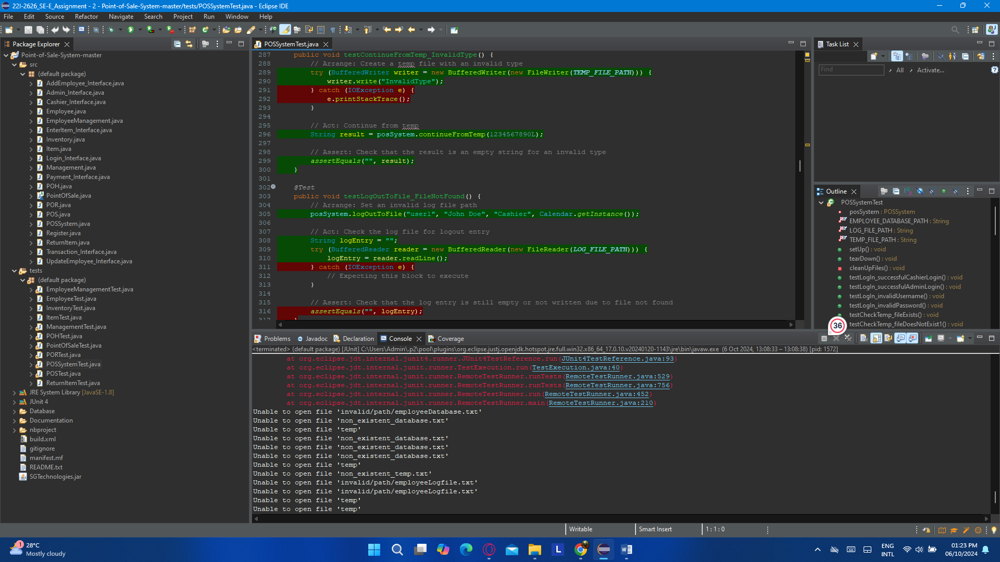 22I-2626_SE-E_Assignment - 2 - Point-of-Sale-System-master/tests/POSSystemTest.java - Eclipse IDE
File Edit Source Refactor Navigate Search Project Run Window Help
Package Explorer
Point-of-Sale-System-master
src
(default package)
AddEmployee_Interface.java
Admin_Interface.java
Cashier_Interface.java
Employee.java
EmployeeManagement.java
EnterItem_Interface.java
Inventory.java
Item.java
Login_Interface.java
Management.java
Payment_Interface.java
POH.java
PointOfSale.java
POR.java
POS.java
POSSystem.java
Register.java
ReturnItem.java
Transaction_Interface.java
UpdateEmployee_Interface.java
tests
(default package)
EmployeeManagementTest.java
EmployeeTest.java
InventoryTest.java
ItemTest.java
ManagementTest.java
POHTest.java
PointOfSaleTest.java
PORTest.java
POSSystemTest.java
POSTest.java
ReturnItemTest.java
JRE System Library [JavaSE-1.8]
JUnit 4
Database
Documentation
nbproject
build.xml
gitignore
manifest.mf
README.txt
SGTechnologies.jar
POSSystemTest.java
287 public void testContinueFromTemp_InvalidType() {
288 // Arrange: Create a temp file with an invalid type
289 try (BufferedWriter writer = new BufferedWriter(new FileWriter(TEMP_FILE_PATH))) {
290 writer.write("InvalidType");
291 } catch (IOException e) {
292 e.printStackTrace();
293 }
294
295 // Act: Continue from temp
296 String result = posSystem.continueFromTemp(1234567890L);
297
298 // Assert: Check that the result is an empty string for an invalid type
299 assertEquals("", result);
300 }
301
302 @Test
303 public void testLogOutToFile_FileNotFound() {
304 // Arrange: Set an invalid log file path
305 posSystem.logOutToFile("user1", "John Doe", "Cashier", Calendar.getInstance());
306
307 // Act: Check the log file for logout entry
308 String logEntry = "";
309 try (BufferedReader reader = new BufferedReader(new FileReader(LOG_FILE_PATH))) {
310 logEntry = reader.readLine();
311 } catch (IOException e) {
312 // Expecting this block to execute
313 }
314
315 // Assert: Check that the log entry is still empty or not written due to file not found
316 assertEquals("", logEntry);
317 }
Task List
Find
All
Activate...
Outline
POSSystemTest
posSystem : POSSystem
EMPLOYEE_DATABASE_PATH : String
LOG_FILE_PATH : String
TEMP_FILE_PATH : String
setUp() : void
tearDown() : void
cleanUpFiles() : void
testLogIn_successfulCashierLogin() : void
testLogIn_successfulAdminLogin() : void
testLogIn_invalidUsername() : void
testLogIn_invalidPassword() : void
testCheckTemp_fileExists() : void
testCheckTemp_fileDoesNotExist1() : void
36
Problems Javadoc Declaration Console Coverage
<terminated> (default package) [JUnit] C:\Users\Admin\.p2\pool\plugins\org.eclipse.justj.openjdk.hotspot.jre.full.win32.x86_64_17.0.10.v20240120-1143\jre\bin\javaw.exe (6 Oct 2024, 13:08:33 – 13:08:38) [pid: 1572]
at org.eclipse.jdt.internal.junit4.runner.JUnit4TestReference.run(JUnit4TestReference.java:93)
at org.eclipse.jdt.internal.junit.runner.TestExecution.run(TestExecution.java:40)
at org.eclipse.jdt.internal.junit.runner.RemoteTestRunner.runTests(RemoteTestRunner.java:529)
at org.eclipse.jdt.internal.junit.runner.RemoteTestRunner.runTests(RemoteTestRunner.java:756)
at org.eclipse.jdt.internal.junit.runner.RemoteTestRunner.run(RemoteTestRunner.java:452)
at org.eclipse.jdt.internal.junit.runner.RemoteTestRunner.main(RemoteTestRunner.java:210)
Unable to open file 'invalid/path/employeeDatabase.txt'
Unable to open file 'non_existent_database.txt'
Unable to open file 'temp'
Unable to open file 'non_existent_database.txt'
Unable to open file 'non_existent_database.txt'
Unable to open file 'non_existent_database.txt'
Unable to open file 'temp'
Unable to open file 'non_existent_temp.txt'
Unable to open file 'invalid/path/employeeLogfile.txt'
Unable to open file 'invalid/path/employeeLogfile.txt'
Unable to open file 'temp'
Unable to open file 'temp'
Writable
Smart Insert
1 : 1 : 0
1
28°C
Mostly cloudy
ENG
INTL
01:23 PM
06/10/2024